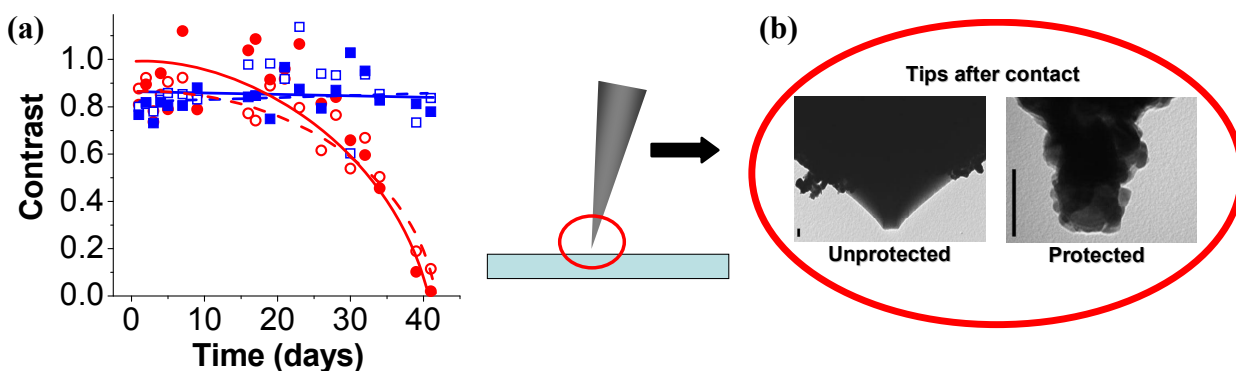 (a)
Contrast
1.0
0.8
0.6
0.4
0.2
0.0
0 10 20 30 40
Time (days)
(b)
Tips after contact
Unprotected Protected